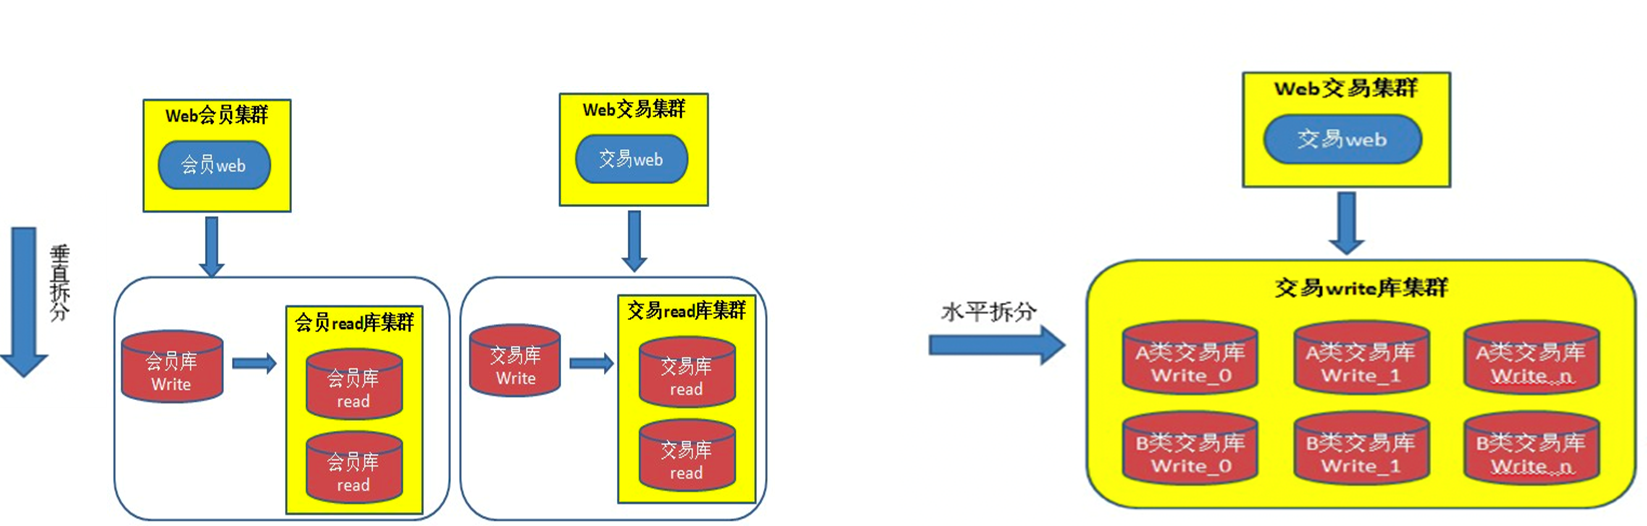 垂直拆分
Web会员集群
会员web
会员read库集群
会员库
Write
会员库
read
会员库
read
Web交易集群
交易web
交易read库集群
交易库
Write
交易库
read
交易库
read
水平拆分
Web交易集群
交易web
交易write库集群
A类交易库
Write_0
A类交易库
Write_1
A类交易库
Write_n
B类交易库
Write_0
B类交易库
Write_1
B类交易库
Write_n